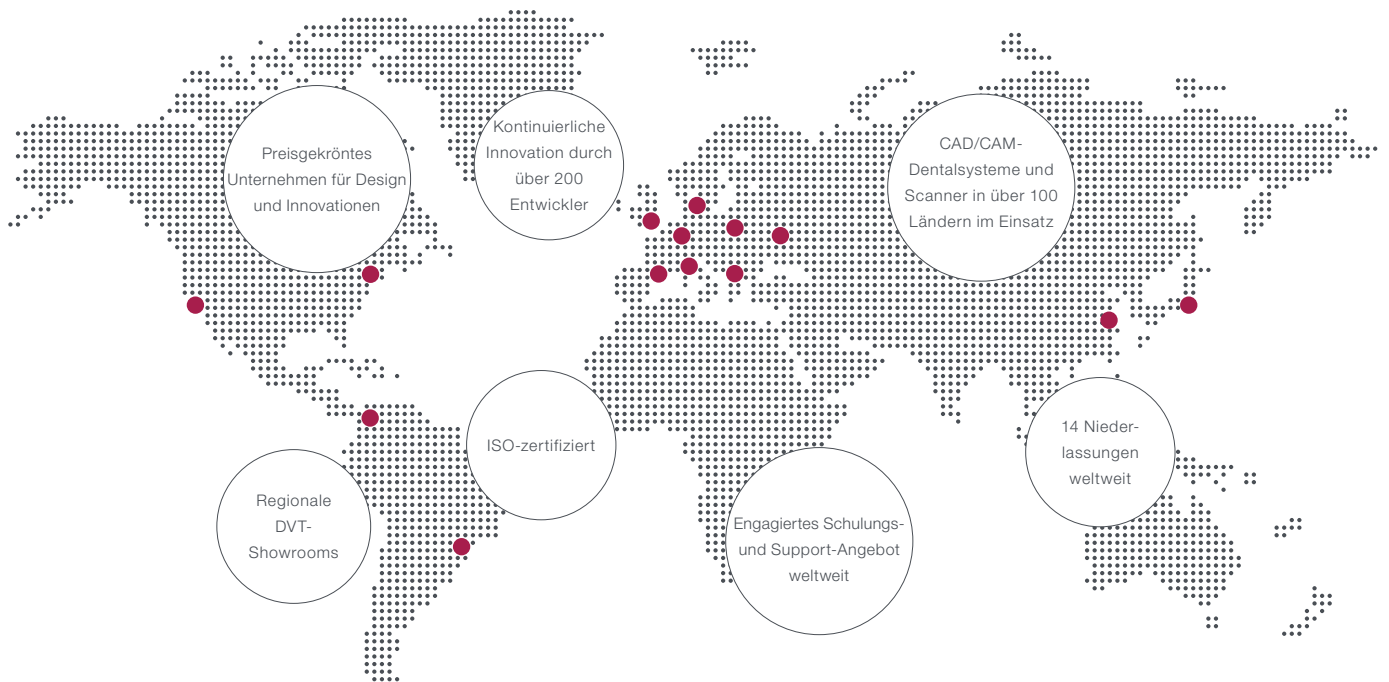 Preisgekröntes
Unternehmen für Design
und Innovationen
Kontinuierliche
Innovation durch
über 200
Entwickler
CAD/CAM-
Dentalsysteme und
Scanner in über 100
Ländern im Einsatz
ISO-zertifiziert
14 Nieder-
lassungen
weltweit
Regionale
DVT-
Showrooms
Engagiertes Schulungs-
und Support-Angebot
weltweit